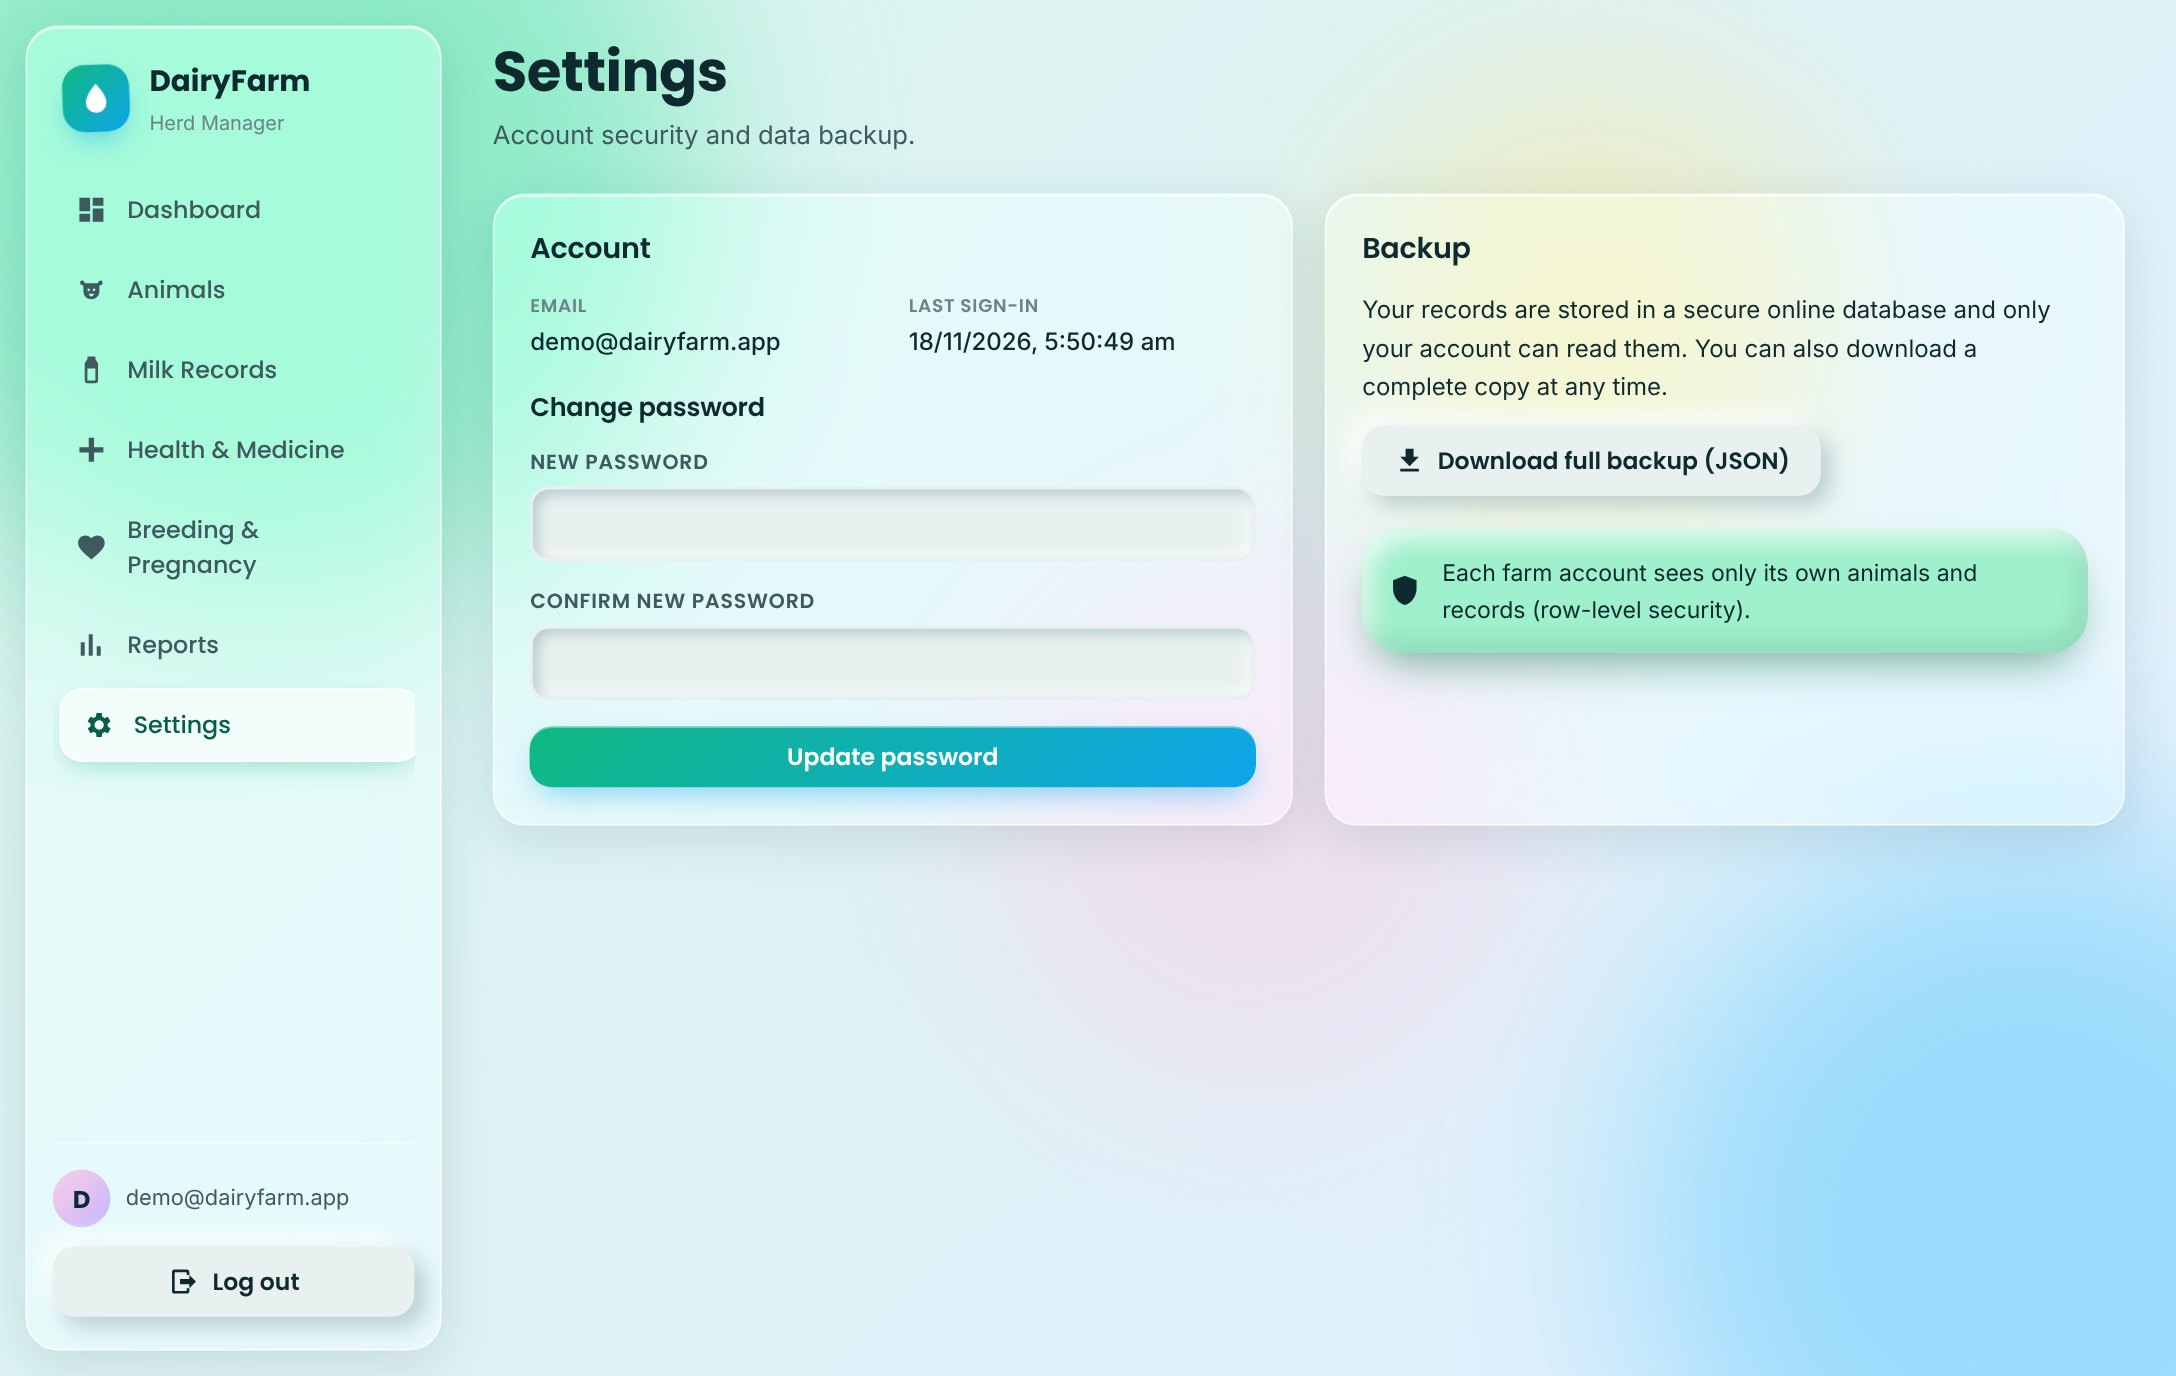 DairyFarm
Herd Manager
Dashboard
Animals
Milk Records
Health & Medicine
Breeding &
Pregnancy
Reports
Settings
D
demo@dairyfarm.app
Log out
Settings
Account security and data backup.
Account
EMAIL
demo@dairyfarm.app
LAST SIGN-IN
18/11/2026, 5:50:49 am
Change password
NEW PASSWORD
CONFIRM NEW PASSWORD
Update password
Backup
Your records are stored in a secure online database and only
your account can read them. You can also download a
complete copy at any time.
Download full backup (JSON)
Each farm account sees only its own animals and
records (row-level security).